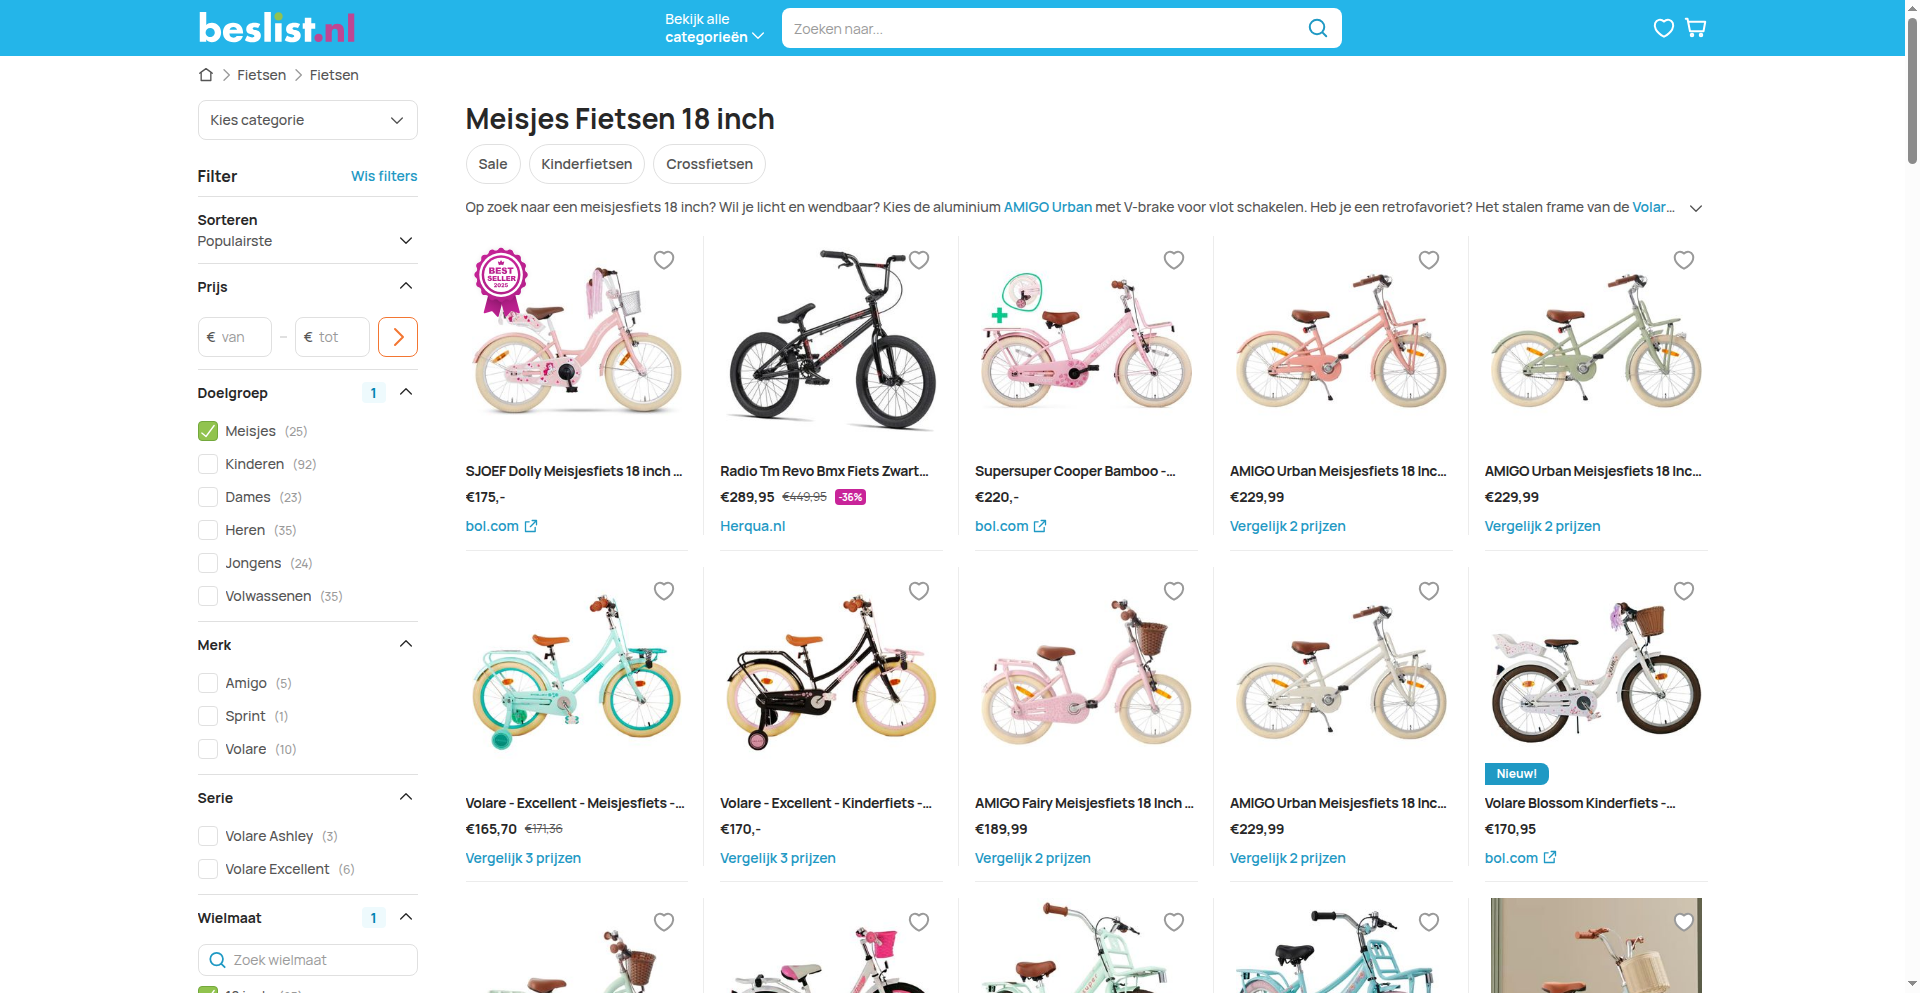 beslist.nl
Bekijk alle
categorieën
Zoeken naar...
Fietsen
Fietsen
Kies categorie
Filter
Wis filters
Sorteren
Populairste
Prijs
€ van
–
€ tot
Doelgroep
1
Meisjes (25)
Kinderen (92)
Dames (23)
Heren (35)
Jongens (24)
Volwassenen (35)
Merk
Amigo (5)
Sprint (1)
Volare (10)
Serie
Volare Ashley (3)
Volare Excellent (6)
Wielmaat
1
Zoek wielmaat
Meisjes Fietsen 18 inch
Sale
Kinderfietsen
Crossfietsen
Op zoek naar een meisjesfiets 18 inch? Wil je licht en wendbaar? Kies de aluminium AMIGO Urban met V-brake voor vlot schakelen. Heb je een retrofavoriet? Het stalen frame van de Volar...
BEST
SELLER
2025
SJOEF Dolly Meisjesfiets 18 inch ...
€175,-
bol.com
Radio Tm Revo Bmx Fiets Zwart...
€289,95 €449,95 -36%
Herqua.nl
Supersuper Cooper Bamboo -...
€220,-
bol.com
AMIGO Urban Meisjesfiets 18 Inc...
€229,99
Vergelijk 2 prijzen
AMIGO Urban Meisjesfiets 18 Inc...
€229,99
Vergelijk 2 prijzen
Volare - Excellent - Meisjesfiets -...
€165,70 €171,36
Vergelijk 3 prijzen
Volare - Excellent - Kinderfiets -...
€170,-
Vergelijk 3 prijzen
AMIGO Fairy Meisjesfiets 18 Inch ...
€189,99
Vergelijk 2 prijzen
AMIGO Urban Meisjesfiets 18 Inc...
€229,99
Vergelijk 2 prijzen
Nieuw!
Volare Blossom Kinderfiets -...
€170,95
bol.com